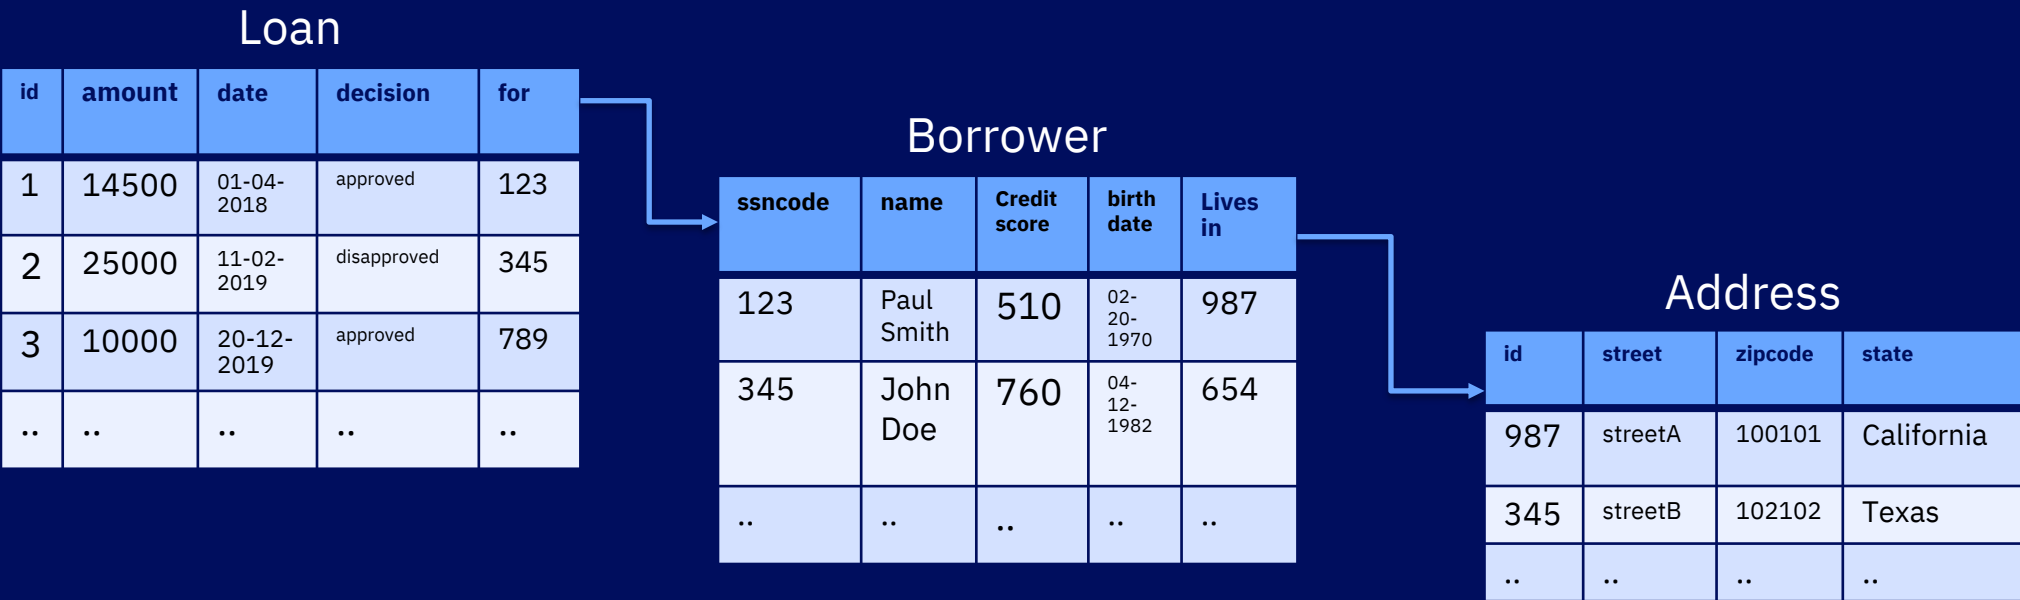 Loan
id amount date decision for
1 14500 01-04- approved 123
2018
2 25000 11-02- disapproved 345
2019
3 10000 20-12- approved 789
2019
.. .. .. .. ..
Borrower
ssncode name Credit birth Lives
score date in
123 Paul 510 02- 987
Smith 20-
1970
345 John 760 04- 654
Doe 12-
1982
.. .. .. .. ..
Address
id street zipcode state
987 streetA 100101 California
345 streetB 102102 Texas
.. .. .. ..